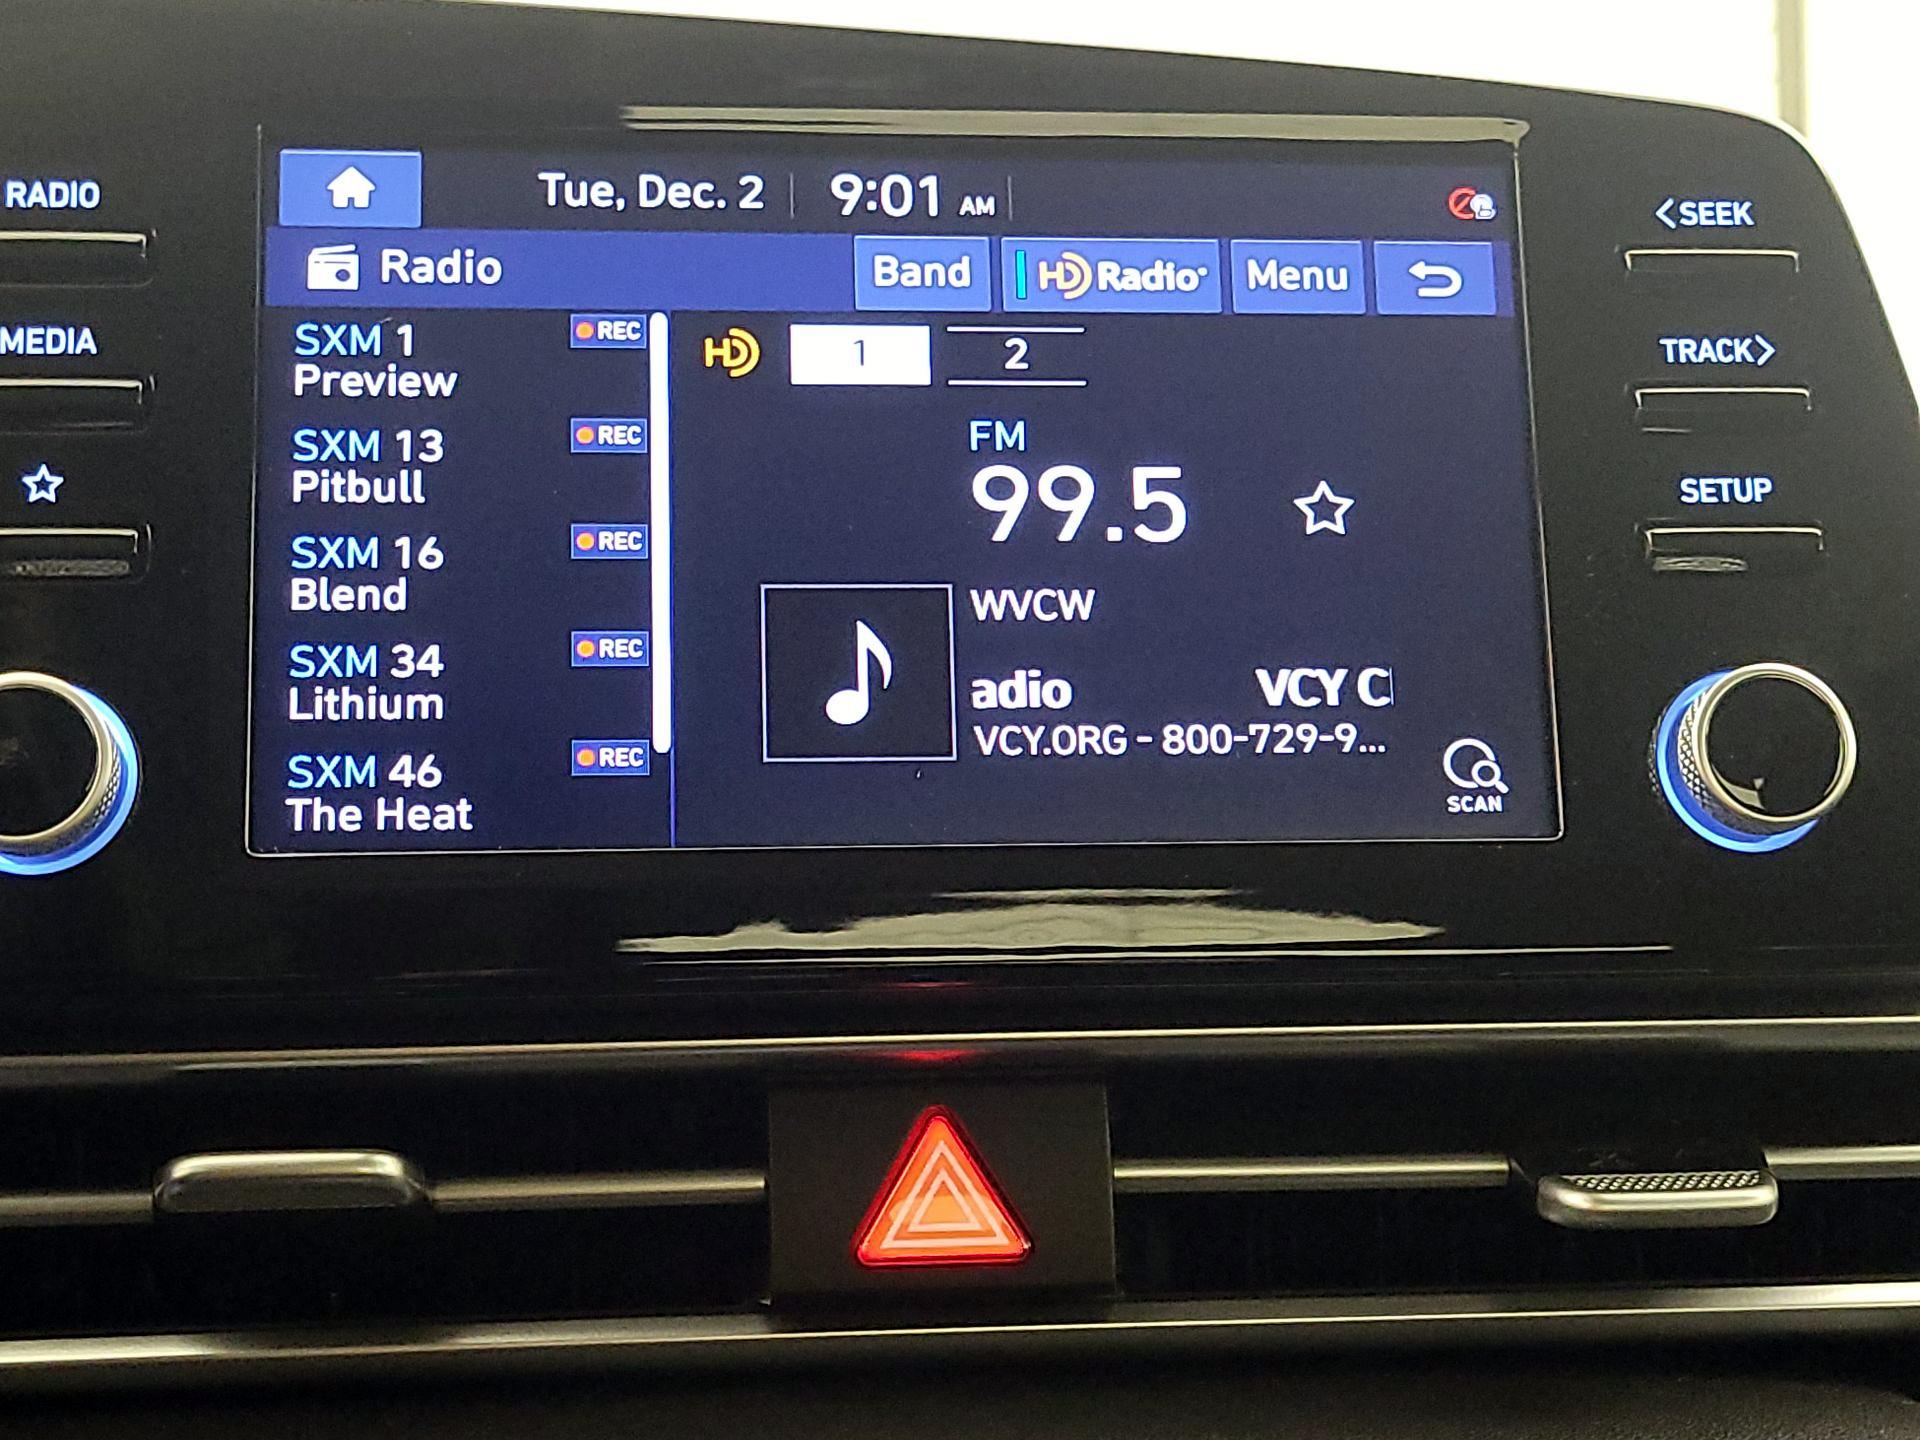 RADIO
MEDIA
Tue, Dec. 2 9:01 AM
Radio
Band
HD Radio
Menu
SXM 1
REC
Preview
SXM 13
REC
Pitbull
SXM 16
REC
Blend
SXM 34
REC
Lithium
SXM 46
REC
The Heat
HD 1 2
FM
99.5
WVCW
adio VCY C
VCY.ORG - 800-729-9...
SCAN
<SEEK
TRACK>
SETUP